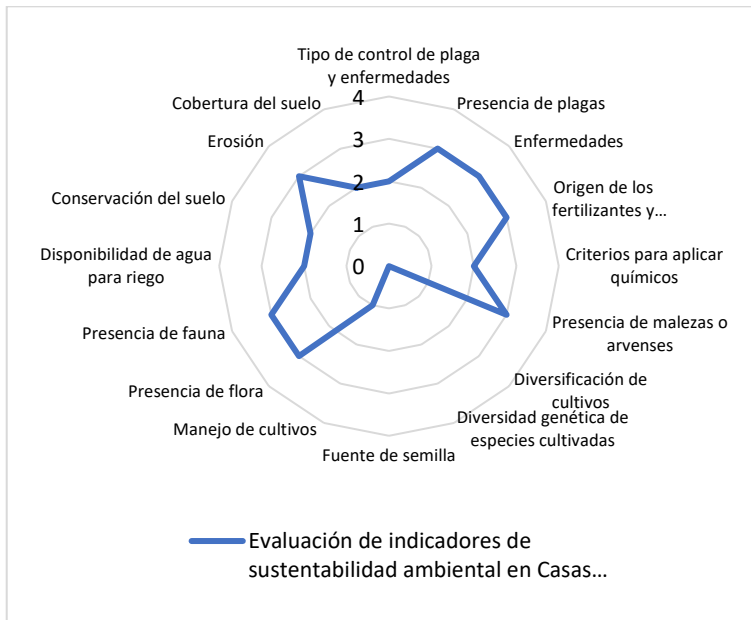 Tipo de control de plaga
y enfermedades
Presencia de plagas
Enfermedades
Origen de los
fertilizantes y...
Criterios para aplicar
químicos
Presencia de malezas o
arvenses
Diversificación de
cultivos
Diversidad genética de
especies cultivadas
Fuente de semilla
Manejo de cultivos
Presencia de flora
Presencia de fauna
Disponibilidad de agua
para riego
Conservación del suelo
Erosión
Cobertura del suelo
4
3
2
1
0
Evaluación de indicadores de
sustentabilidad ambiental en Casas...